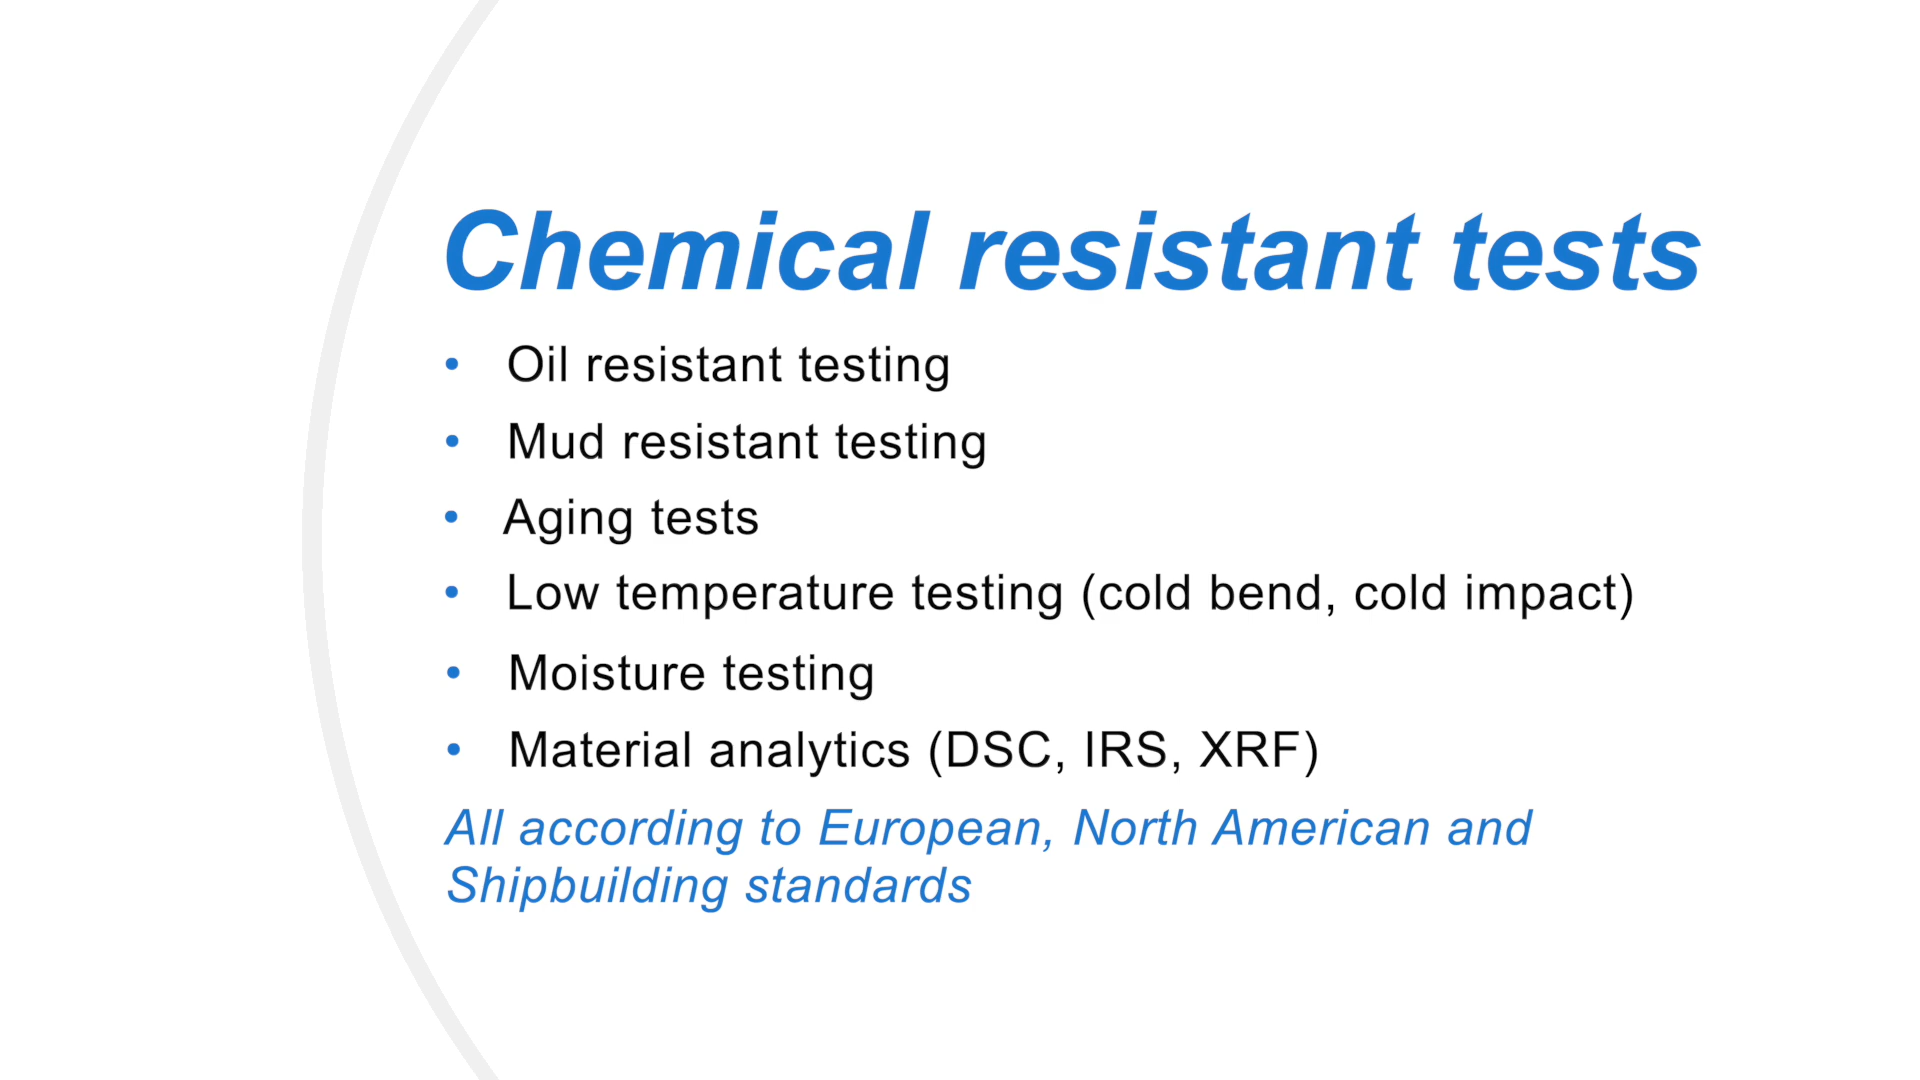 Chemical resistant tests
• Oil resistant testing
• Mud resistant testing
• Aging tests
• Low temperature testing (cold bend, cold impact)
• Moisture testing
• Material analytics (DSC, IRS, XRF)
All according to European, North American and
Shipbuilding standards